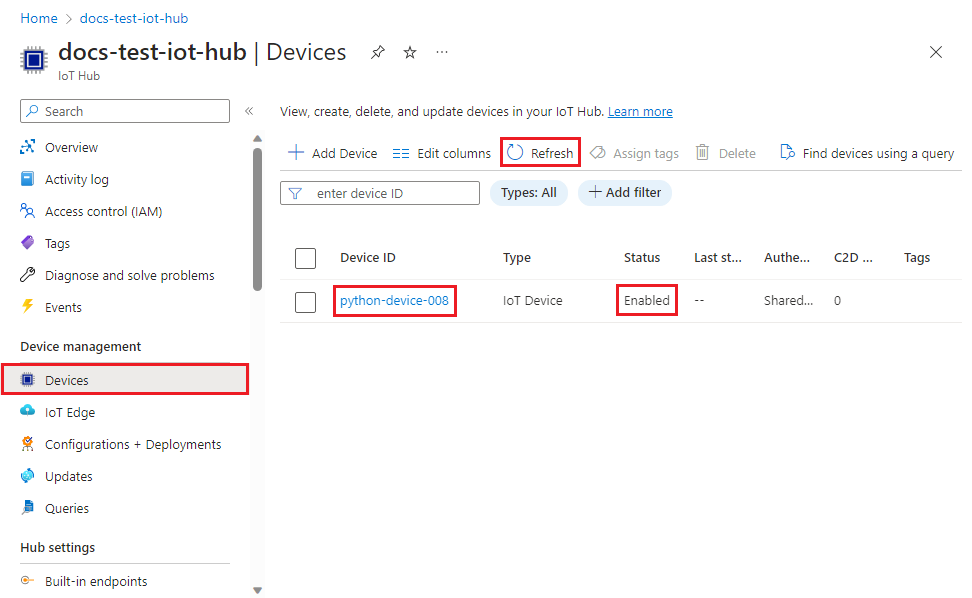 Home > docs-test-iot-hub
docs-test-iot-hub | Devices ...
IoT Hub
Search
«
Overview
Activity log
Access control (IAM)
Tags
Diagnose and solve problems
Events
Device management
Devices
IoT Edge
Configurations + Deployments
Updates
Queries
Hub settings
Built-in endpoints
View, create, delete, and update devices in your IoT Hub. Learn more
Add Device Edit columns Refresh Assign tags Delete Find devices using a query
enter device ID Types: All Add filter
Device ID Type Status Last st... Authe... C2D ... Tags
python-device-008 IoT Device Enabled -- Shared... 0